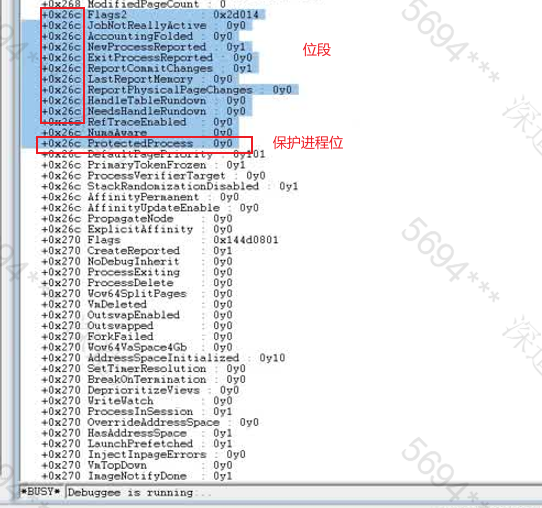 +0x268 ModifiedPageCount : 0
+0x26c Flags2 : 0x2d014
+0x26c JobNotReallyActive : 0y0
+0x26c AccountingFolded : 0y0
+0x26c NewProcessReported : 0y1
+0x26c ExitProcessReported : 0y0
+0x26c ReportCommitChanges : 0y1
+0x26c LastReportMemory : 0y0
+0x26c ReportPhysicalPageChanges : 0y0
+0x26c HandleTableRundown : 0y0
+0x26c NeedsHandleRundown : 0y0
+0x26c RefTraceEnabled : 0y0
+0x26c NumaAware : 0y0
+0x26c ProtectedProcess : 0y0
+0x26c DefaultPagePriority : 0y101
+0x26c PrimaryTokenFrozen : 0y1
+0x26c ProcessVerifierTarget : 0y0
+0x26c StackRandomizationDisabled : 0y1
+0x26c AffinityPermanent : 0y0
+0x26c AffinityUpdateEnable : 0y0
+0x26c PropagateNode : 0y0
+0x26c ExplicitAffinity : 0y0
+0x270 Flags : 0x144d0801
+0x270 CreateReported : 0y1
+0x270 NoDebugInherit : 0y0
+0x270 ProcessExiting : 0y0
+0x270 ProcessDelete : 0y0
+0x270 Wow64SplitPages : 0y0
+0x270 VmDeleted : 0y0
+0x270 OutswapEnabled : 0y0
+0x270 Outswapped : 0y0
+0x270 ForkFailed : 0y0
+0x270 Wow64VaSpace4Gb : 0y0
+0x270 AddressSpaceInitialized : 0y10
+0x270 SetTimerResolution : 0y0
+0x270 BreakOnTermination : 0y0
+0x270 DeprioritizeViews : 0y0
+0x270 WriteWatch : 0y0
+0x270 ProcessInSession : 0y1
+0x270 OverrideAddressSpace : 0y0
+0x270 HasAddressSpace : 0y1
+0x270 LaunchPrefetched : 0y1
+0x270 InjectInpageErrors : 0y0
+0x270 VmTopDown : 0y0
+0x270 ImageNotifyDone : 0y1
*BUSY* Debuggee is running...
位段
保护进程位
5694***
5694***
5694***
深
深